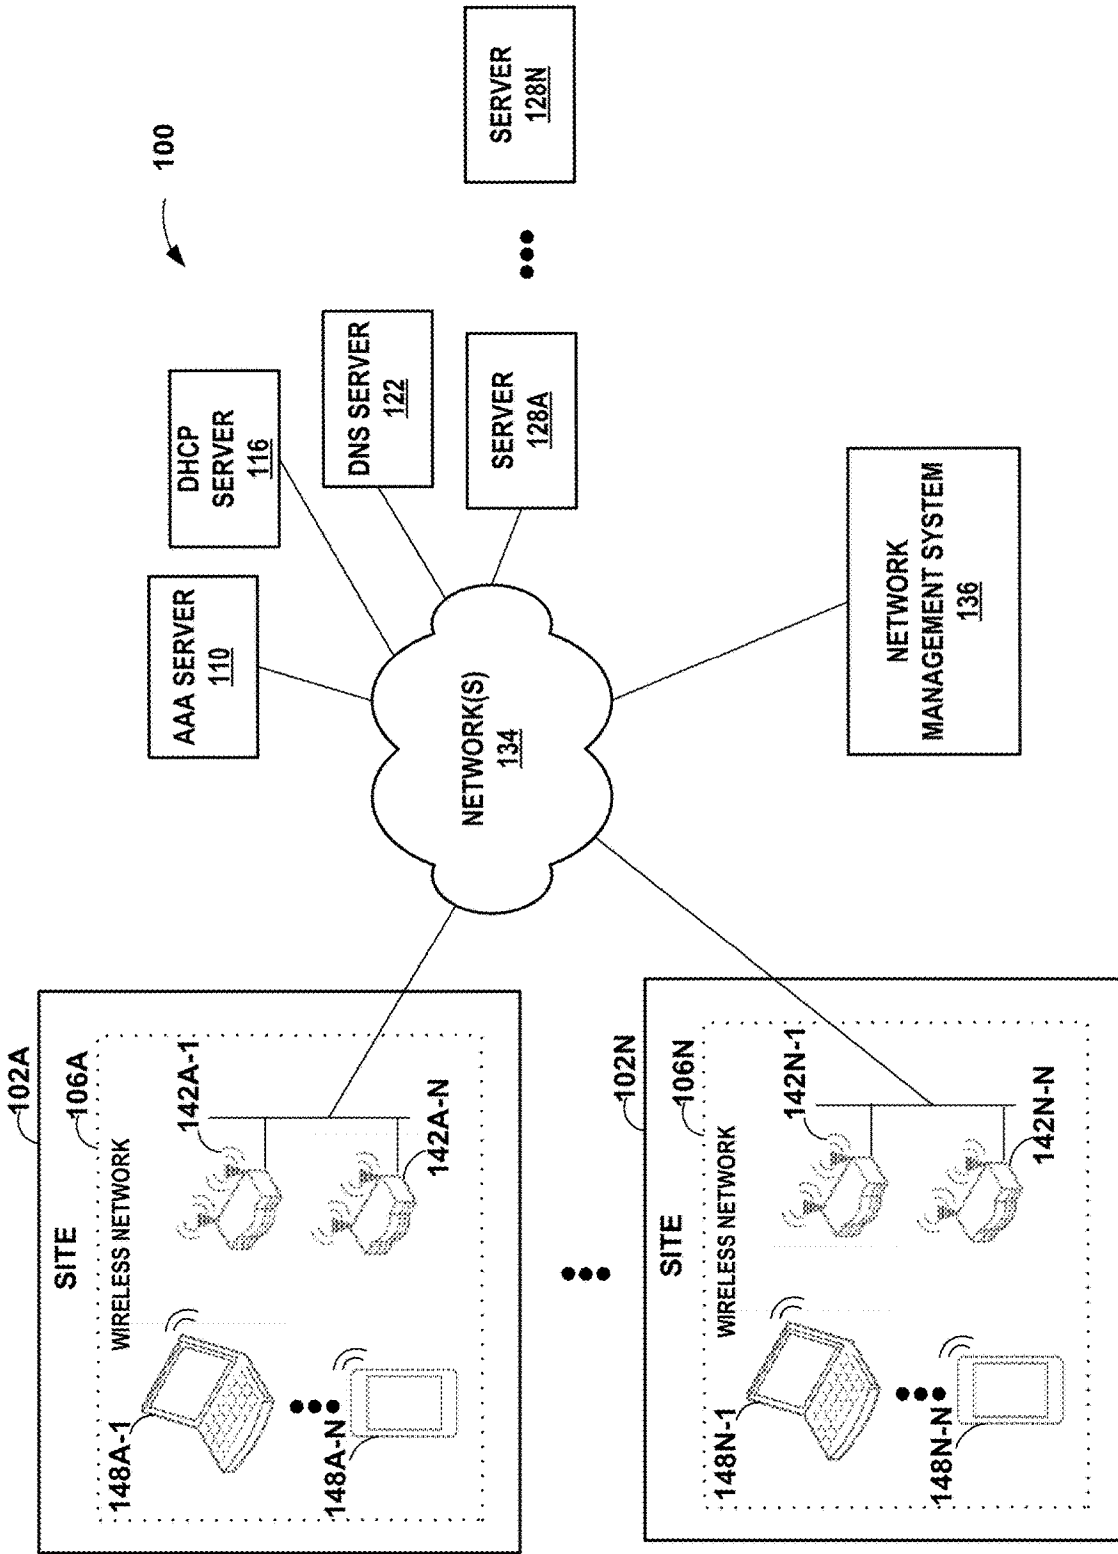 100
102A
SITE
106A
WIRELESS NETWORK
148A-1
142A-1
148A-N
142A-N
102N
SITE
106N
WIRELESS NETWORK
148N-1
142N-1
148N-N
142N-N
NETWORK(S)
134
AAA SERVER
110
DHCP
SERVER
116
DNS SERVER
122
SERVER
128A
SERVER
128N
NETWORK
MANAGEMENT SYSTEM
136